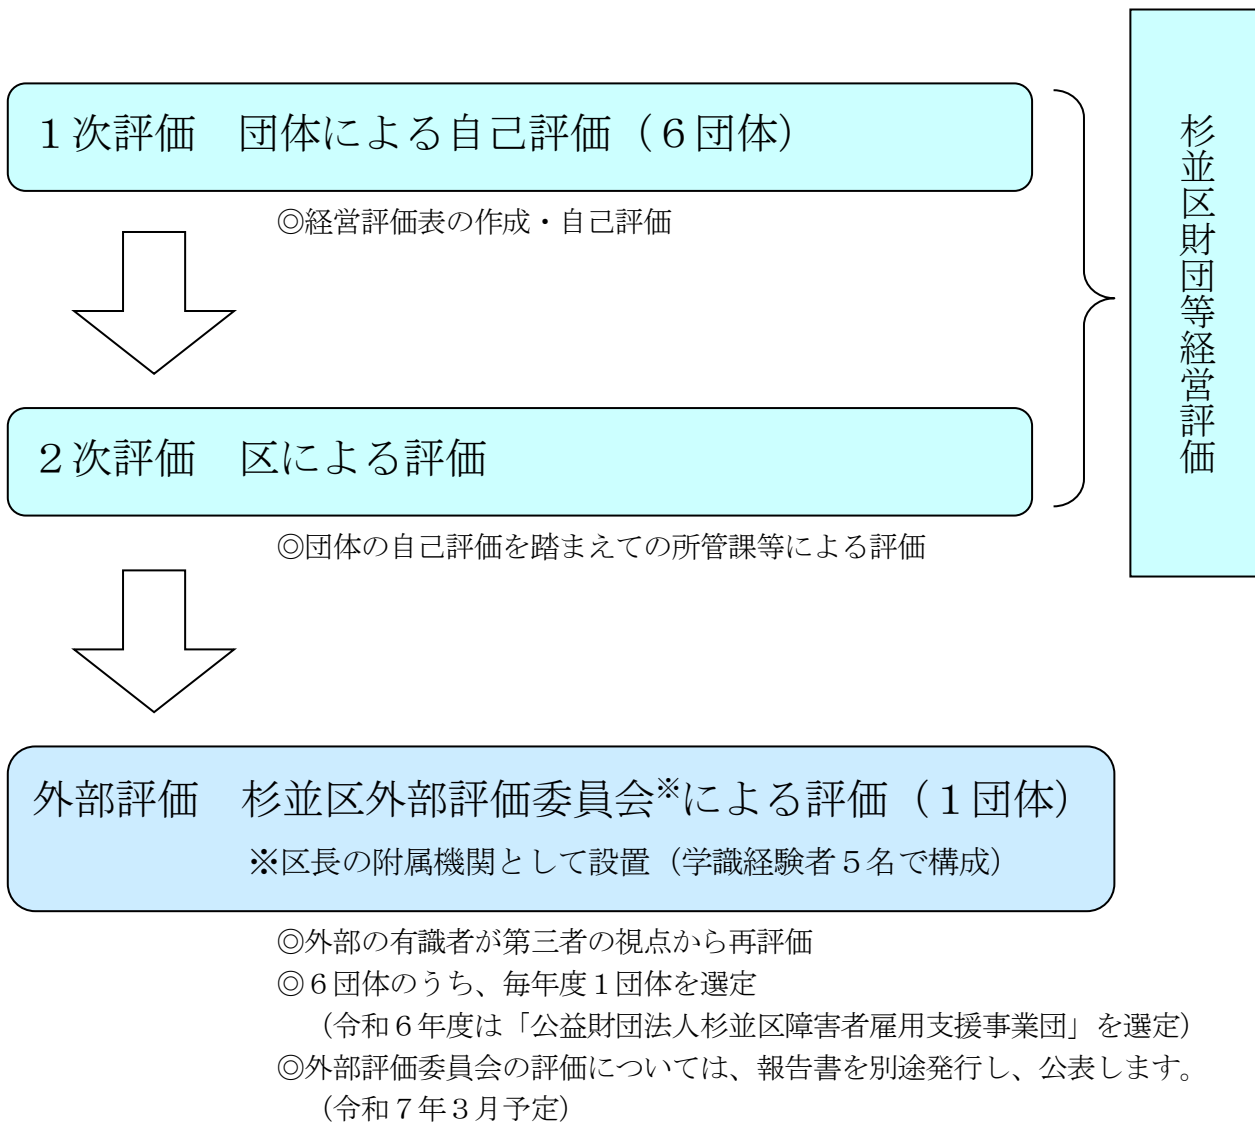 １次評価　団体による自己評価（６団体）
◎経営評価表の作成・自己評価
２次評価　区による評価
◎団体の自己評価を踏まえての所管課等による評価
杉並区財団等経営評価
外部評価　杉並区外部評価委員会※による評価（１団体）
※区長の附属機関として設置（学識経験者５名で構成）
◎外部の有識者が第三者の視点から再評価
◎６団体のうち、毎年度１団体を選定
（令和６年度は「公益財団法人杉並区障害者雇用支援事業団」を選定）
◎外部評価委員会の評価については、報告書を別途発行し、公表します。
（令和７年３月予定）